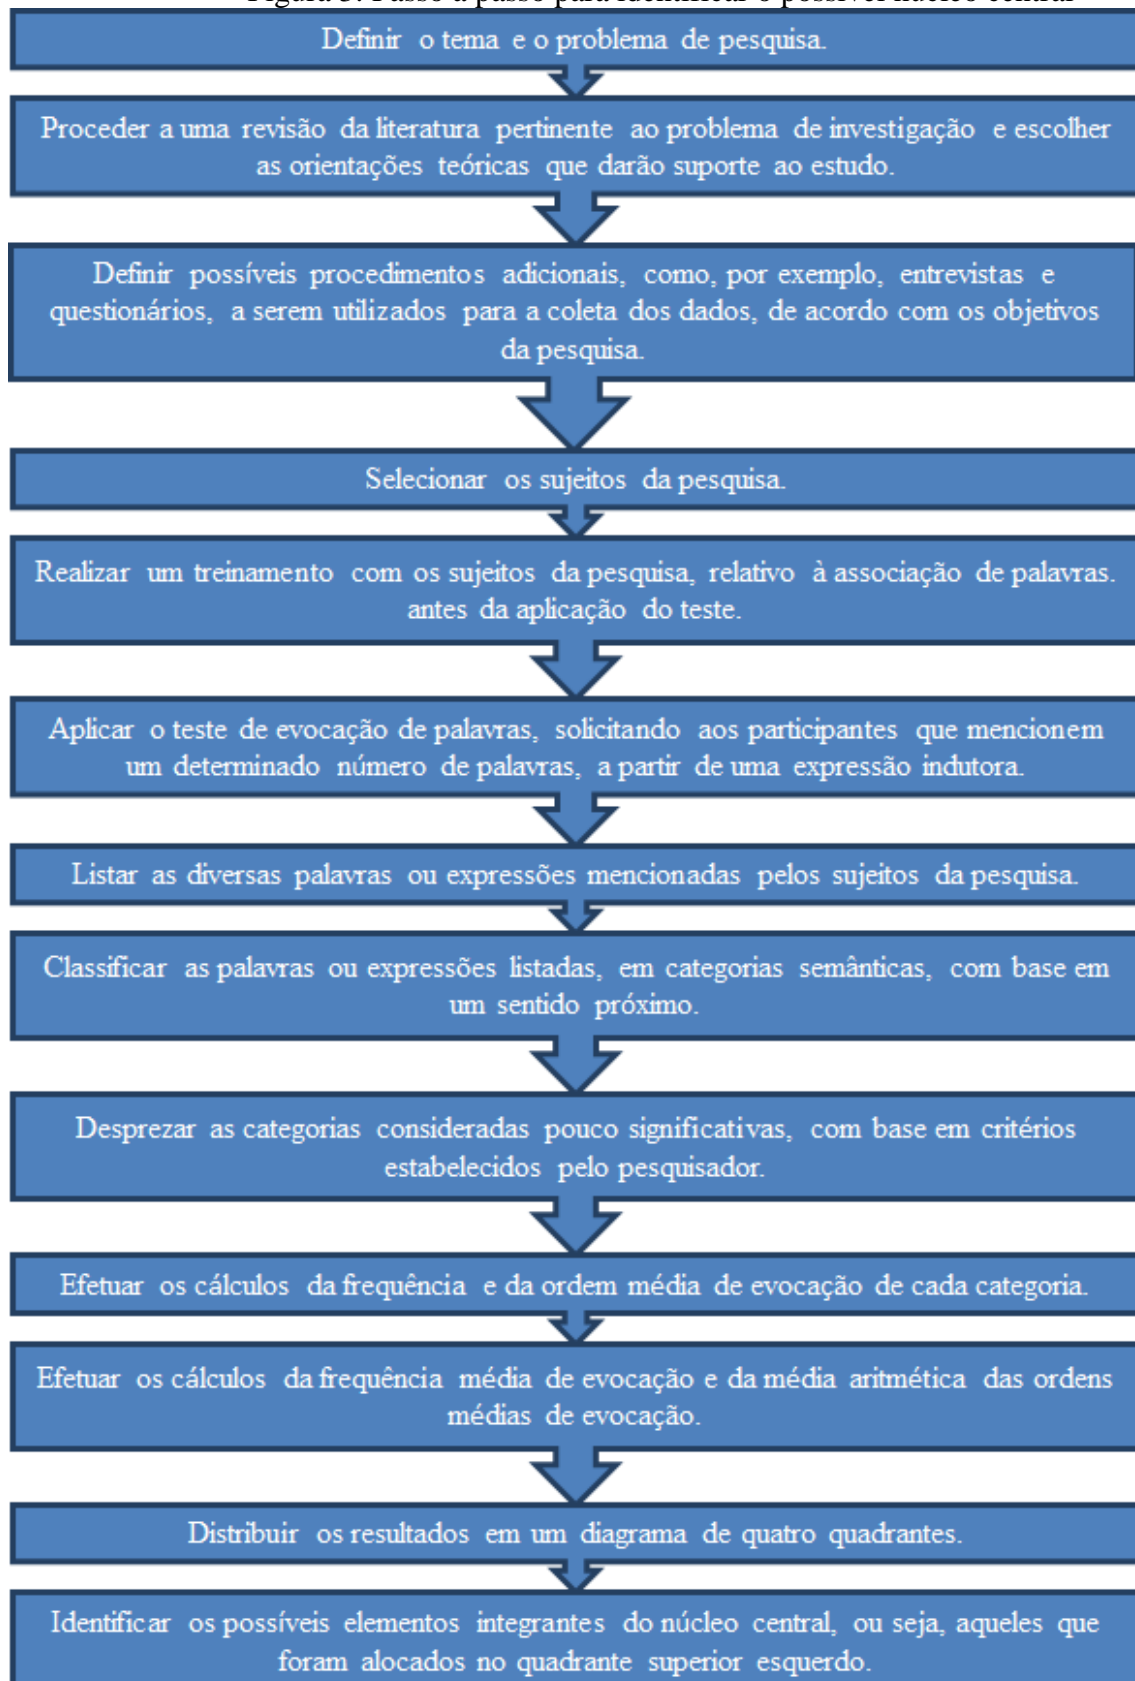 Figura 3: Passo a passo para identificar o possível núcleo central
Definir o tema e o problema de pesquisa.
Proceder a uma revisão da literatura pertinente ao problema de investigação e escolher
as orientações teóricas que darão suporte ao estudo.
Definir possíveis procedimentos adicionais, como, por exemplo, entrevistas e
questionários, a serem utilizados para a coleta dos dados, de acordo com os objetivos
da pesquisa.
Selecionar os sujeitos da pesquisa.
Realizar um treinamento com os sujeitos da pesquisa, relativo à associação de palavras.
antes da aplicação do teste.
Aplicar o teste de evocação de palavras, solicitando aos participantes que mencionem
um determinado número de palavras, a partir de uma expressão indutora.
Listar as diversas palavras ou expressões mencionadas pelos sujeitos da pesquisa.
Classificar as palavras ou expressões listadas, em categorias semânticas, com base em
um sentido próximo.
Desprezar as categorias consideradas pouco significativas, com base em critérios
estabelecidos pelo pesquisador.
Efetuar os cálculos da frequência e da ordem média de evocação de cada categoria.
Efetuar os cálculos da frequência média de evocação e da média aritmética das ordens
médias de evocação.
Distribuir os resultados em um diagrama de quatro quadrantes.
Identificar os possíveis elementos integrantes do núcleo central, ou seja, aqueles que
foram alocados no quadrante superior esquerdo.